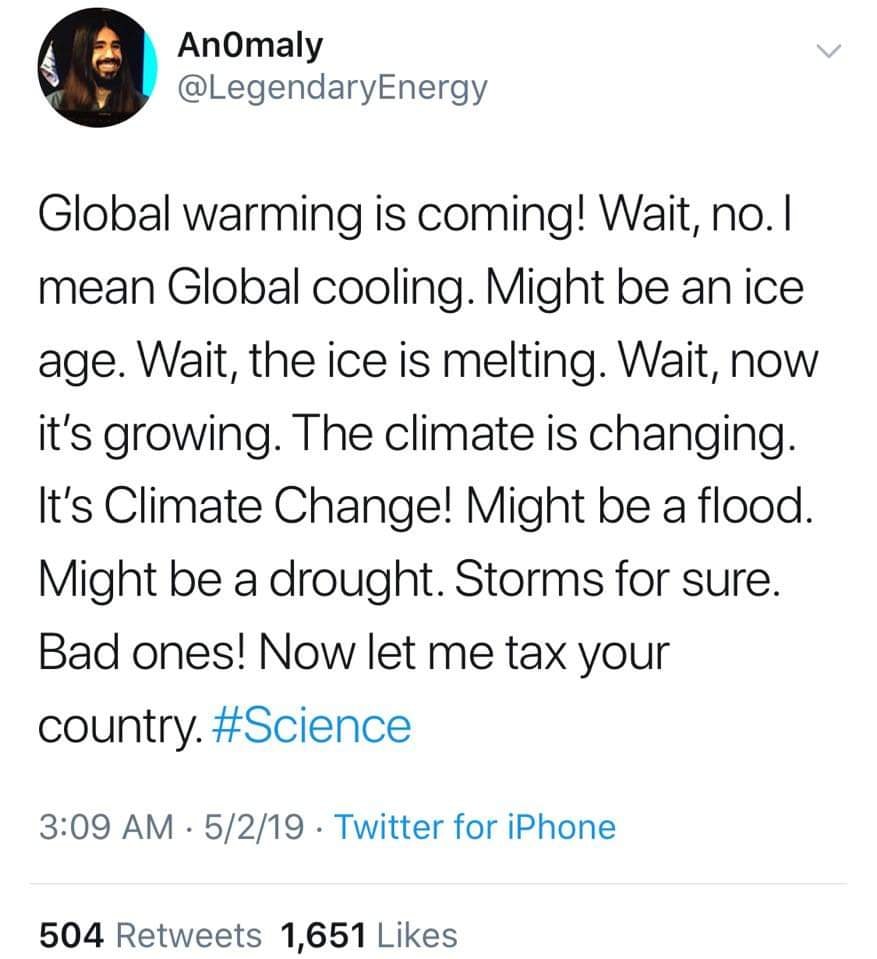 An0maly
@LegendaryEnergy
Global warming is coming! Wait, no. I
mean Global cooling. Might be an ice
age. Wait, the ice is melting. Wait, now
it's growing. The climate is changing.
It's Climate Change! Might be a flood.
Might be a drought. Storms for sure.
Bad ones! Now let me tax your
country. #Science
3:09 AM · 5/2/19 · Twitter for iPhone
504 Retweets 1,651 Likes